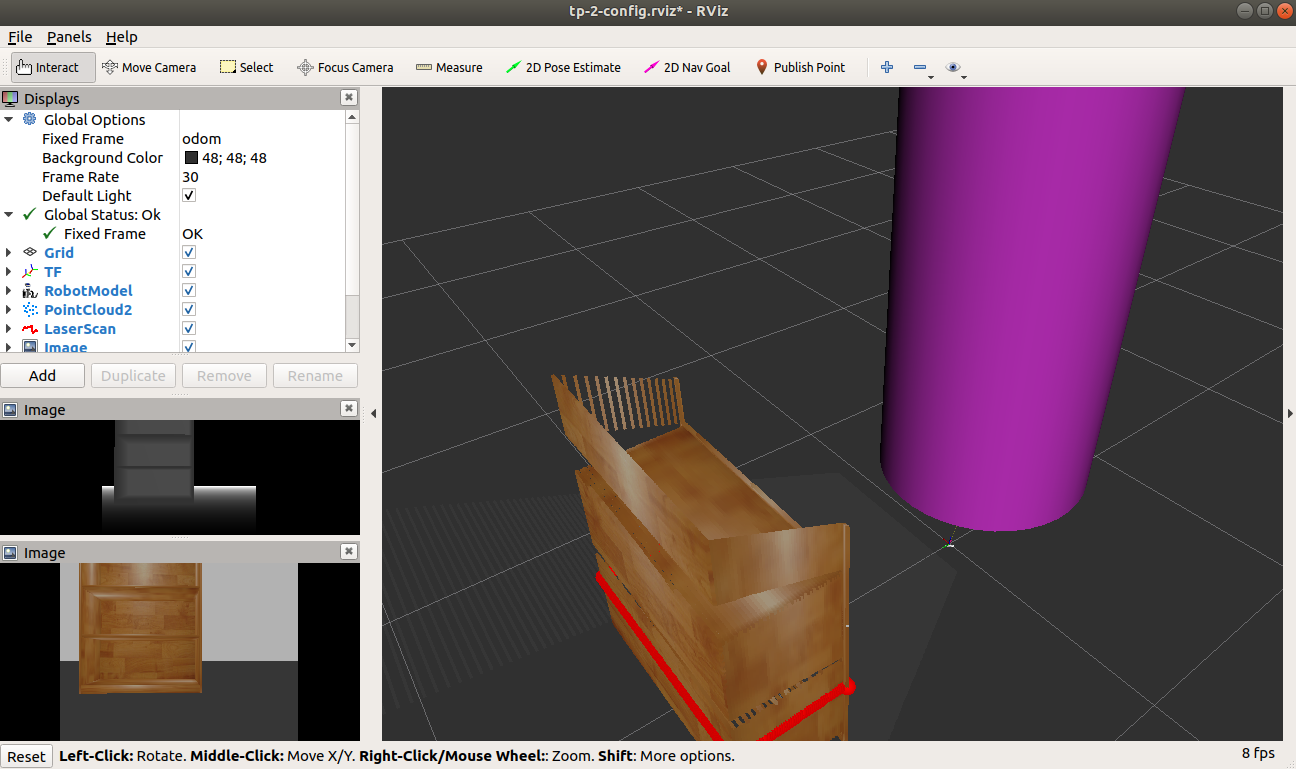 tp-2-config.rviz* - RViz
File Panels Help
Interact Move Camera Select Focus Camera Measure 2D Pose Estimate 2D Nav Goal Publish Point
Displays
Global Options
Fixed Frame odom
Background Color 48; 48; 48
Frame Rate 30
Default Light
Global Status: Ok
Fixed Frame OK
Grid
TF
RobotModel
PointCloud2
LaserScan
Image
Add Duplicate Remove Rename
Image
Image
Reset Left-Click: Rotate. Middle-Click: Move X/Y. Right-Click/Mouse Wheel:: Zoom. Shift: More options. 8 fps